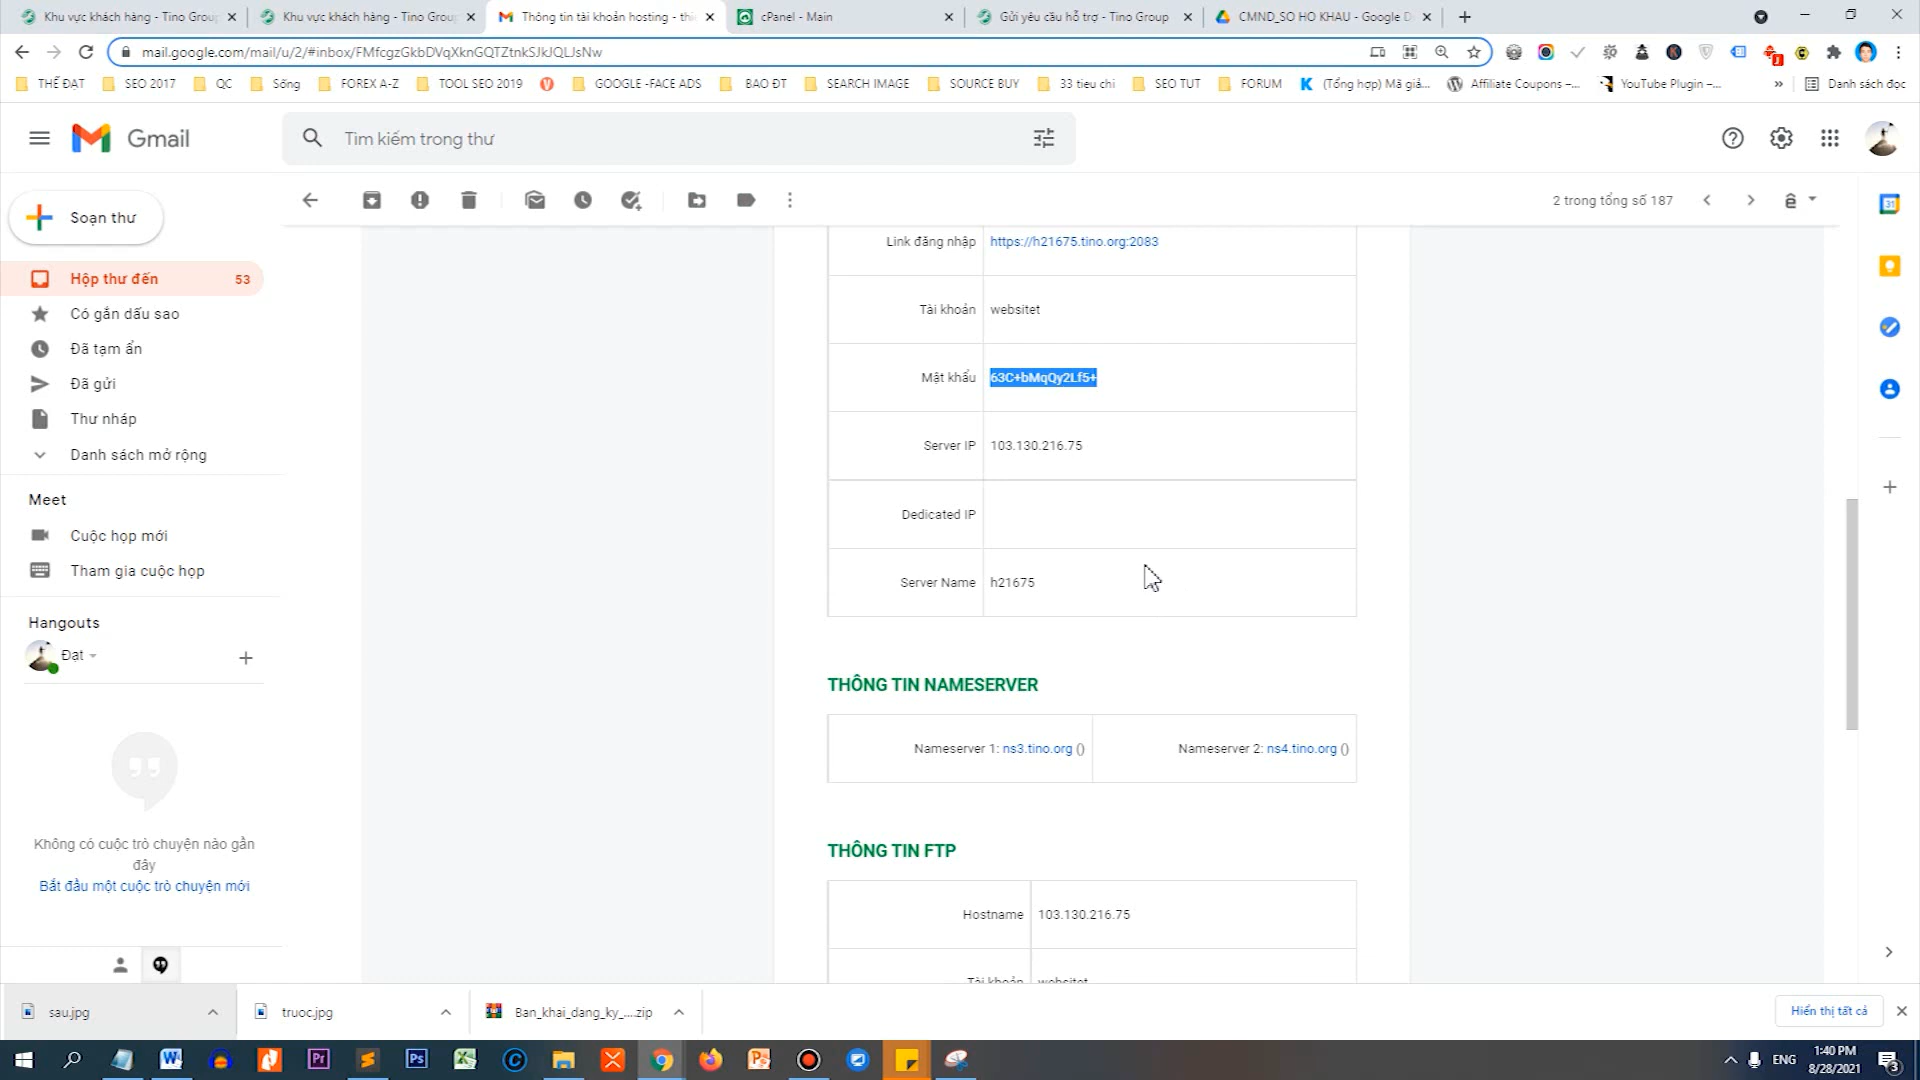 Khu vực khách hàng - Tino Group
Khu vực khách hàng - Tino Group
Thông tin tài khoản hosting - thi
cPanel - Main
Gửi yêu cầu hỗ trợ - Tino Group
CMND_SO HO KHAU - Google D
mail.google.com/mail/u/2/#inbox/FMfcgzGkbDVqXknGQTZtnkSJkJQLJsNw
THẾ ĐẠT
SEO 2017
QC
Sống
FOREX A-Z
TOOL SEO 2019
GOOGLE -FACE ADS
BAO ĐT
SEARCH IMAGE
SOURCE BUY
33 tieu chi
SEO TUT
FORUM
(Tổng hợp) Mã giả...
Affiliate Coupons –...
YouTube Plugin –...
»
Danh sách đọc
Gmail
Tìm kiếm trong thư
Soạn thư
2 trong tổng số 187
Hộp thư đến 53
Có gắn dấu sao
Đã tạm ẩn
Đã gửi
Thư nháp
Danh sách mở rộng
Meet
Cuộc họp mới
Tham gia cuộc họp
Hangouts
Đạt
Không có cuộc trò chuyện nào gần
đây
Bắt đầu một cuộc trò chuyện mới
Link đăng nhập https://h21675.tino.org:2083
Tài khoản websitet
Mật khẩu 63C+bMqQy2Lf5+
Server IP 103.130.216.75
Dedicated IP
Server Name h21675
THÔNG TIN NAMESERVER
Nameserver 1: ns3.tino.org () Nameserver 2: ns4.tino.org ()
THÔNG TIN FTP
Hostname 103.130.216.75
Tài khoản websitet
31
sau.jpg
truoc.jpg
Ban_khai_dang_ky_....zip
Hiển thị tất cả
ENG
1:40 PM
8/28/2021
3